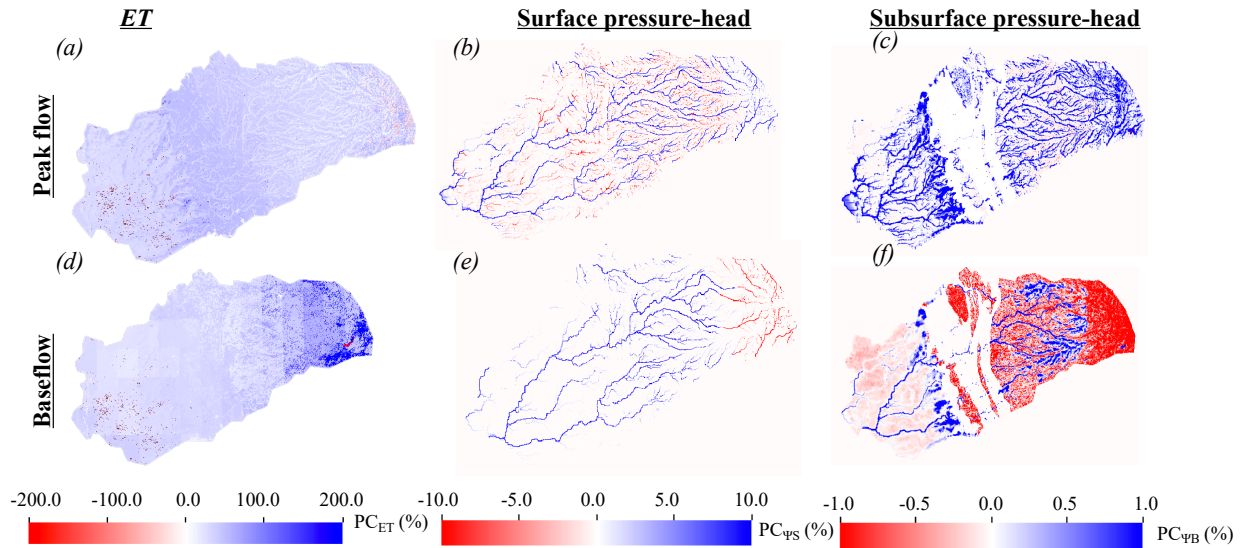 ET Surface pressure-head Subsurface pressure-head
(a) (b) (c)
Peak flow
(d) (e) (f)
Baseflow
-200.0 -100.0 0.0 100.0 200.0 PC_ET (%)
-10.0 -5.0 0.0 5.0 10.0 PC_ΨS (%)
-1.0 -0.5 0.0 0.5 1.0 PC_ΨB (%)